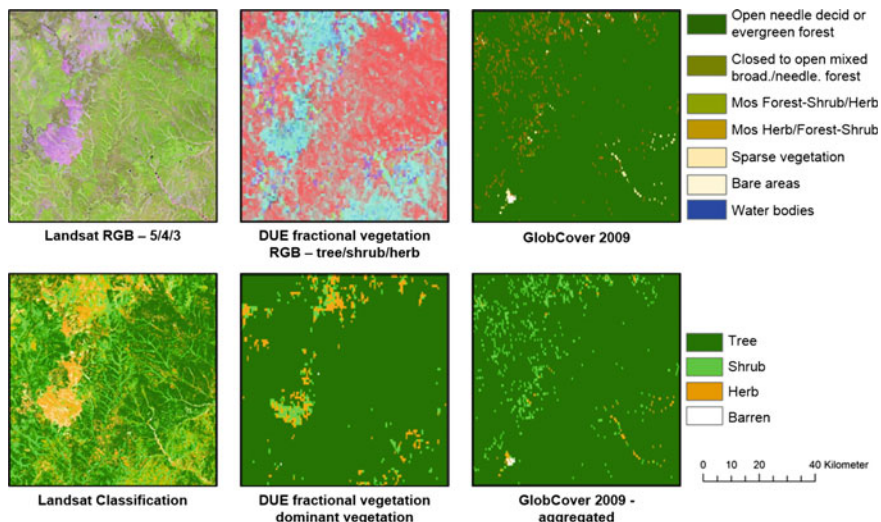 Landsat RGB – 5/4/3
DUE fractional vegetation
RGB – tree/shrub/herb
GlobCover 2009
Open needle decid or
evergreen forest
Closed to open mixed
broad./needle. forest
Mos Forest-Shrub/Herb
Mos Herb/Forest-Shrub
Sparse vegetation
Bare areas
Water bodies
Landsat Classification
DUE fractional vegetation
dominant vegetation
GlobCover 2009 -
aggregated
Tree
Shrub
Herb
Barren
0 10 20 40 Kilometer